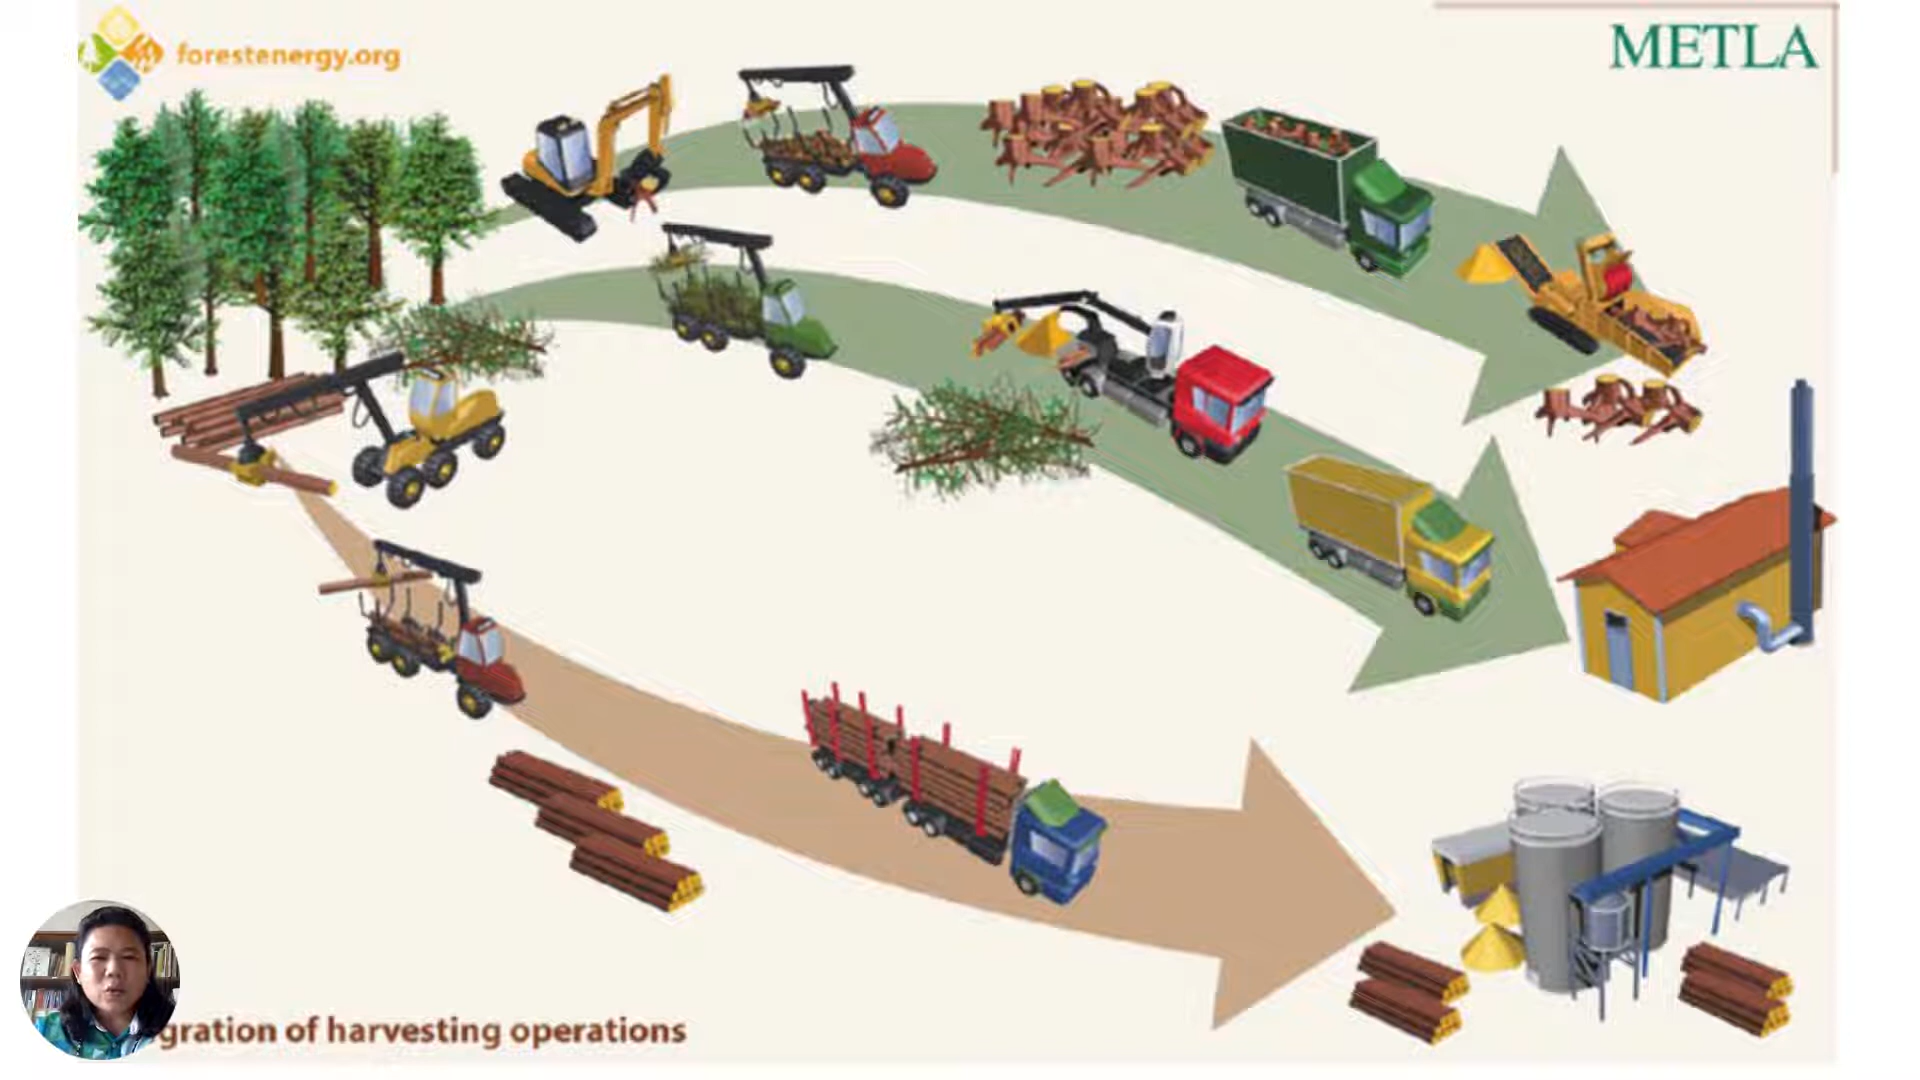 forestenergy.org
METLA
gration of harvesting operations